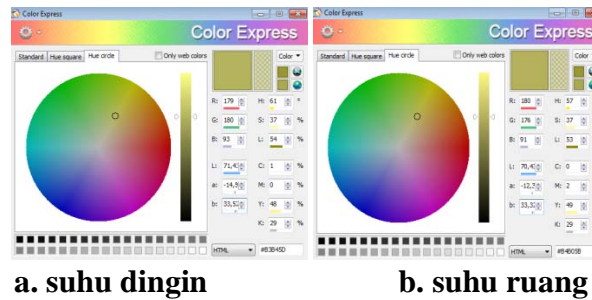 Color Express
Color Express
Standard Hue square Hue circle Only web colors Color
R: 179 H: 61 °
G: 180 S: 37 %
B: 93 L: 54 %
L: 71,4 C: 1 %
a: -14,5 M: 0 %
b: 33,52 Y: 48 %
K: 29 %
HTML #B3B45D
Color Express
Color Express
Standard Hue square Hue circle Only web colors Color
R: 180 H: 57
G: 176 S: 37
B: 91 L: 53
L: 70,4 C: 0
a: -12,3 M: 2
b: 33,3 Y: 49
K: 29
HTML #B4B05B
a. suhu dingin b. suhu ruang